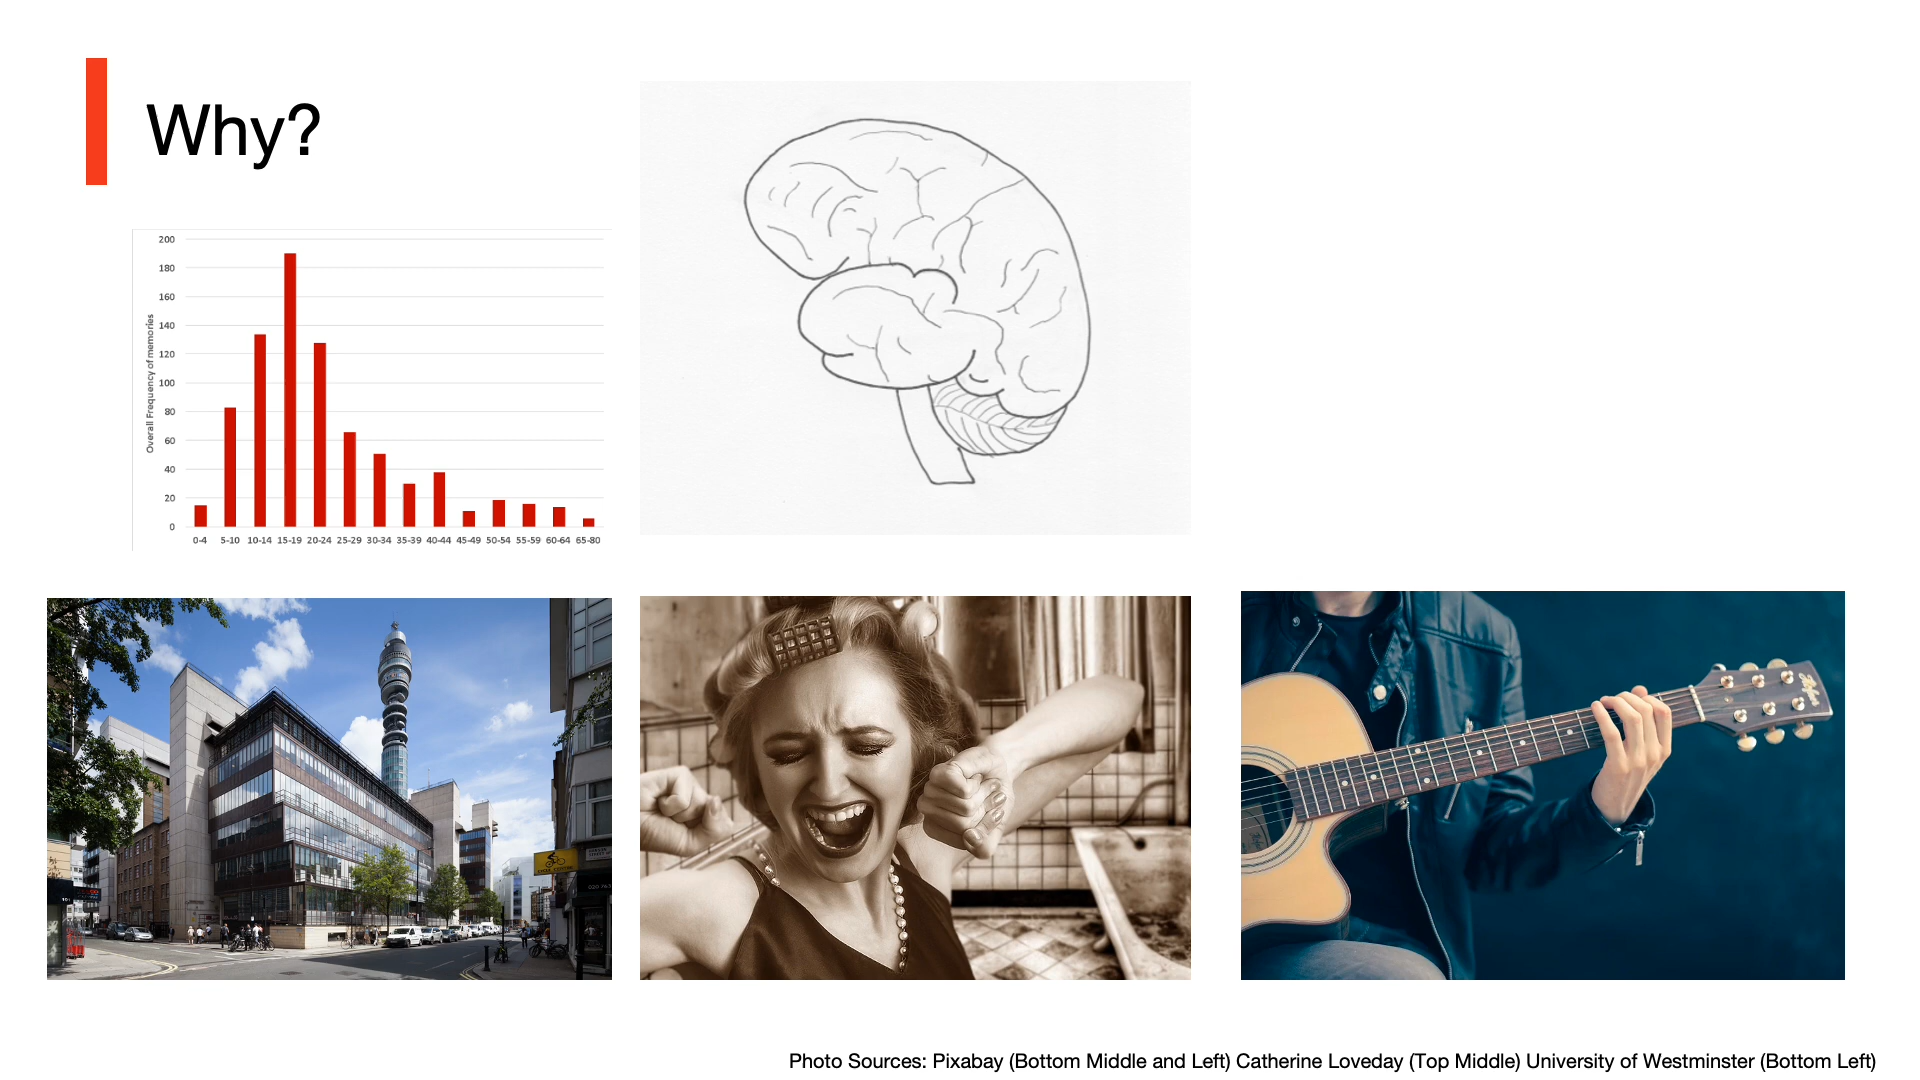 Why?
Overall Frequency of memories
200
180
160
140
120
100
80
60
40
20
0
0-4 5-10 10-14 15-19 20-24 25-29 30-34 35-39 40-44 45-49 50-54 55-59 60-64 65-80
Photo Sources: Pixabay (Bottom Middle and Left) Catherine Loveday (Top Middle) University of Westminster (Bottom Left)